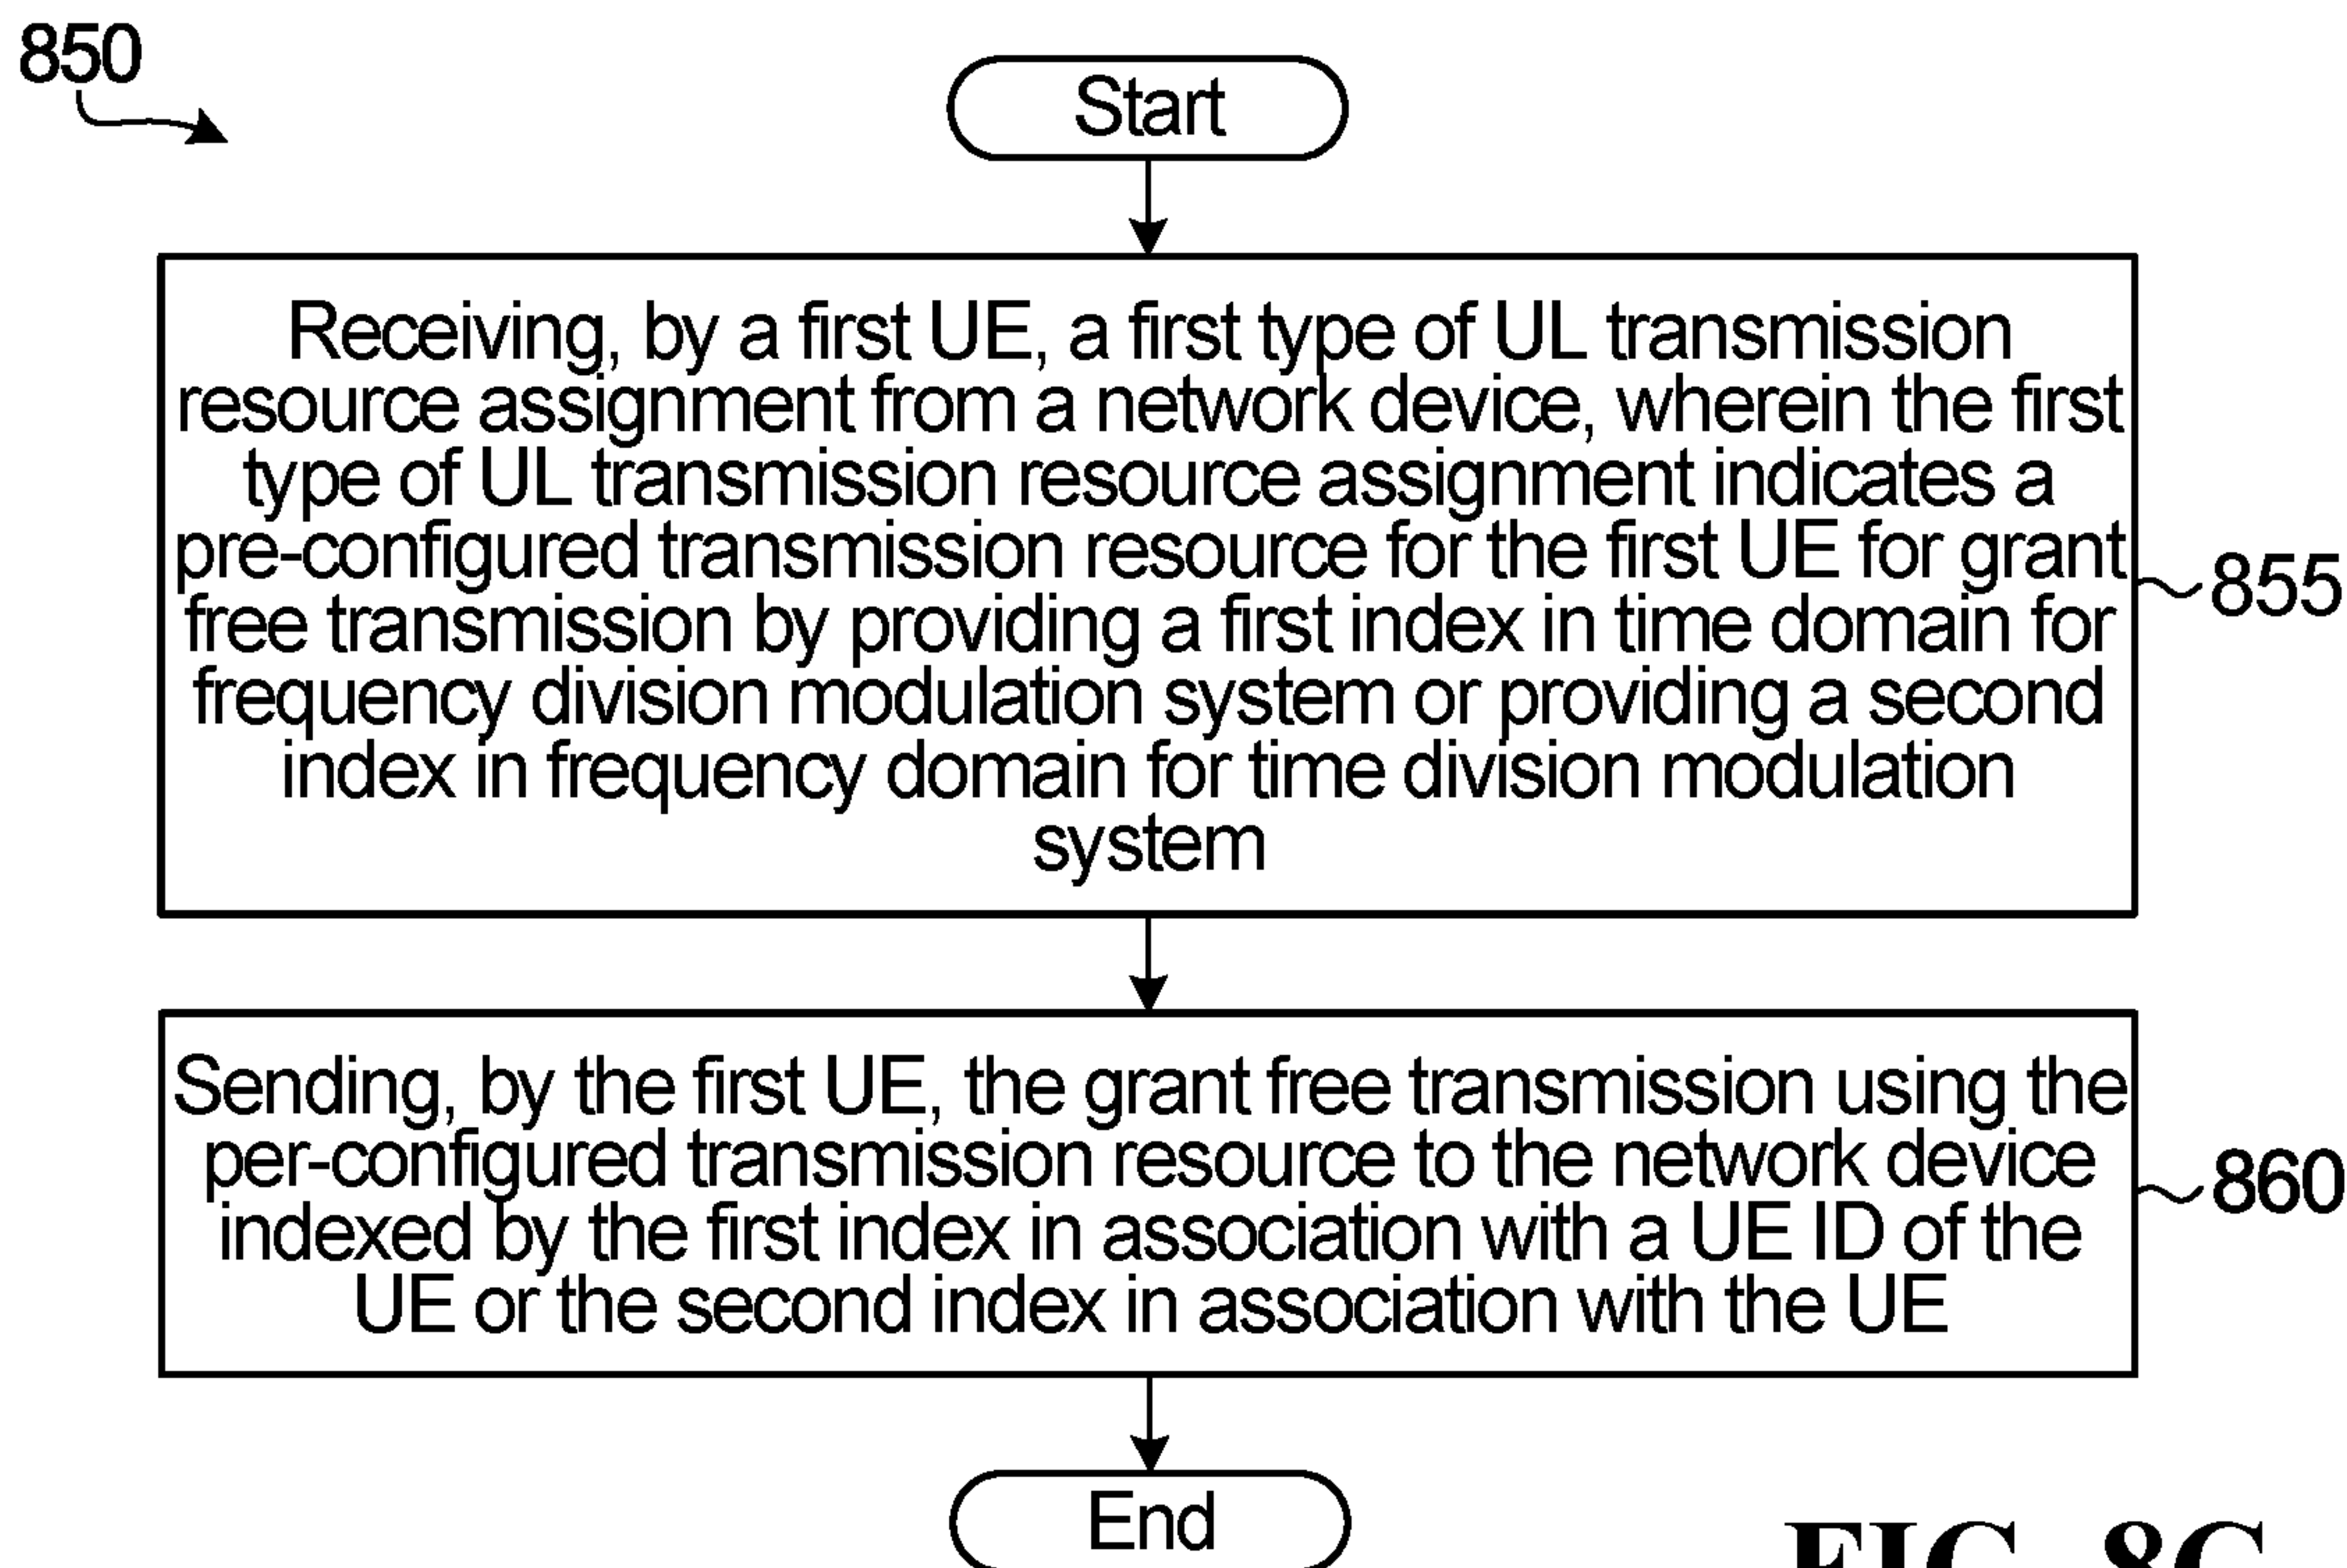 850
Start
Receiving, by a first UE, a first type of UL transmission
resource assignment from a network device, wherein the first
type of UL transmission resource assignment indicates a
pre-configured transmission resource for the first UE for grant
free transmission by providing a first index in time domain for
frequency division modulation system or providing a second
index in frequency domain for time division modulation
system
855
Sending, by the first UE, the grant free transmission using the
per-configured transmission resource to the network device
indexed by the first index in association with a UE ID of the
UE or the second index in association with the UE
860
End
FIG. 8C